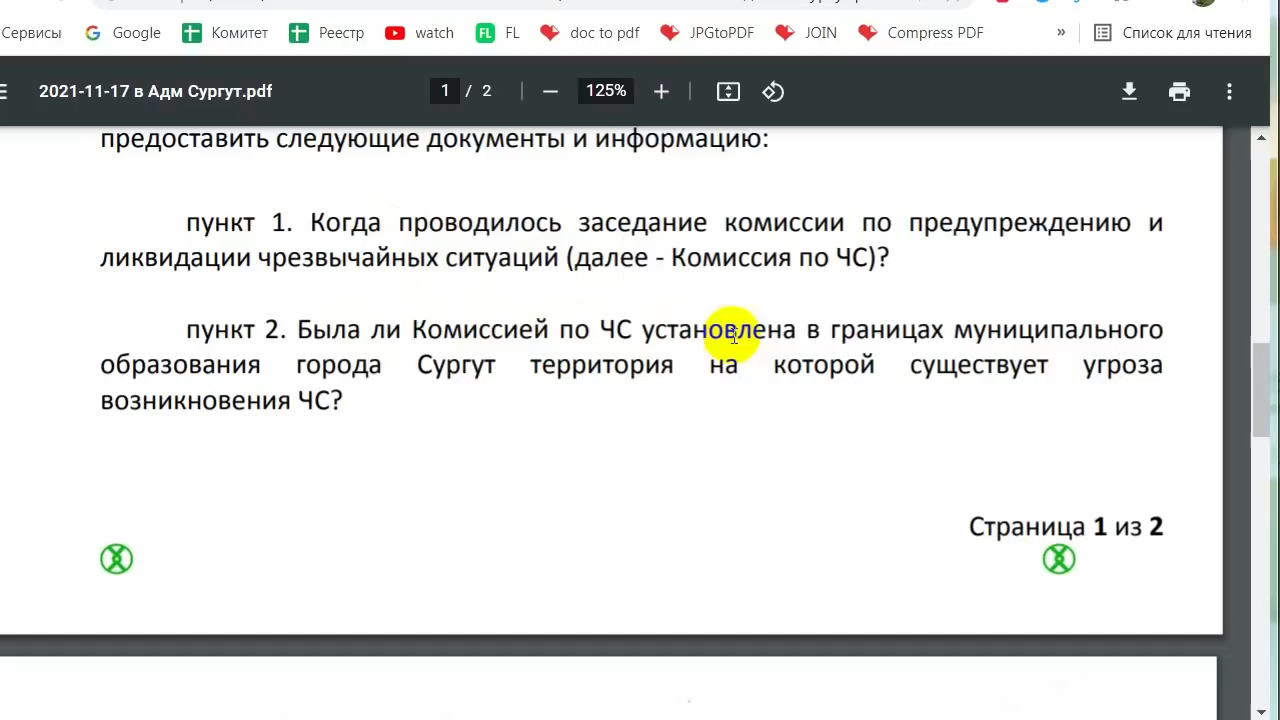 Сервисы Google Комитет Реестр watch FL FL doc to pdf JPGtoPDF JOIN Compress PDF » Список для чтения
2021-11-17 в Адм Сургут.pdf 1 / 2 125%
предоставить следующие документы и информацию:
пункт 1. Когда проводилось заседание комиссии по предупреждению и
ликвидации чрезвычайных ситуаций (далее - Комиссия по ЧС)?
пункт 2. Была ли Комиссией по ЧС установлена в границах муниципального
образования города Сургут территория на которой существует угроза
возникновения ЧС?
Страница 1 из 2